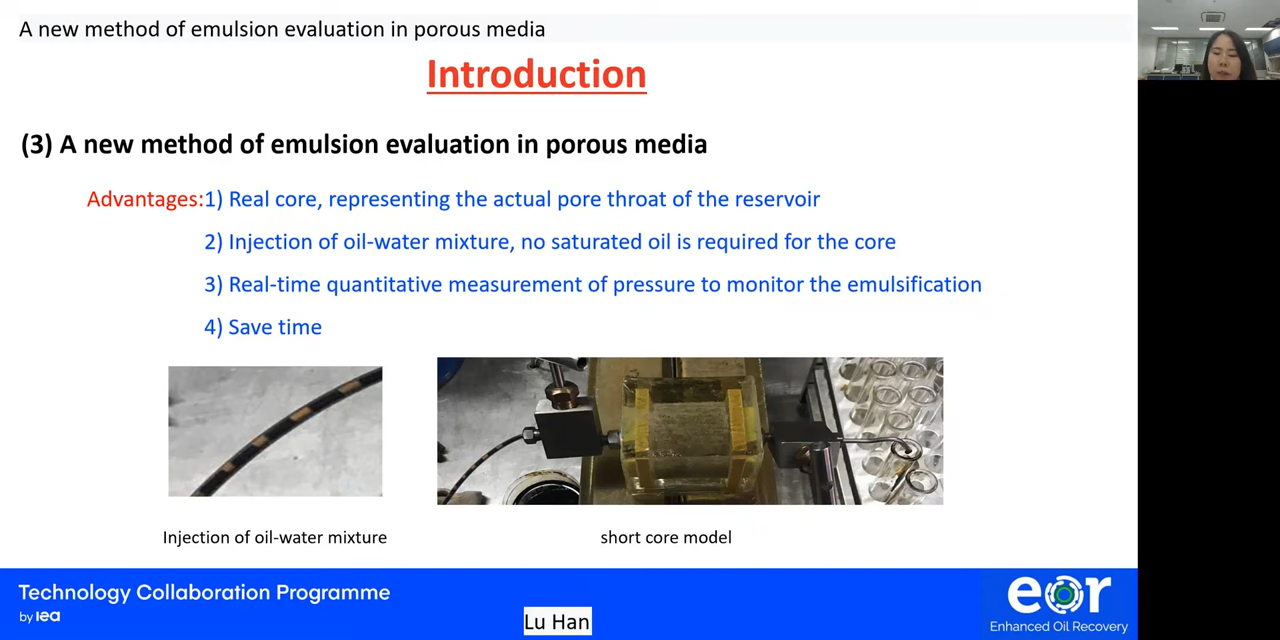 A new method of emulsion evaluation in porous media
Introduction
(3) A new method of emulsion evaluation in porous media
Advantages:1) Real core, representing the actual pore throat of the reservoir
2) Injection of oil-water mixture, no saturated oil is required for the core
3) Real-time quantitative measurement of pressure to monitor the emulsification
4) Save time
Injection of oil-water mixture
short core model
Technology Collaboration Programme
by iea
Lu Han
eor
Enhanced Oil Recovery